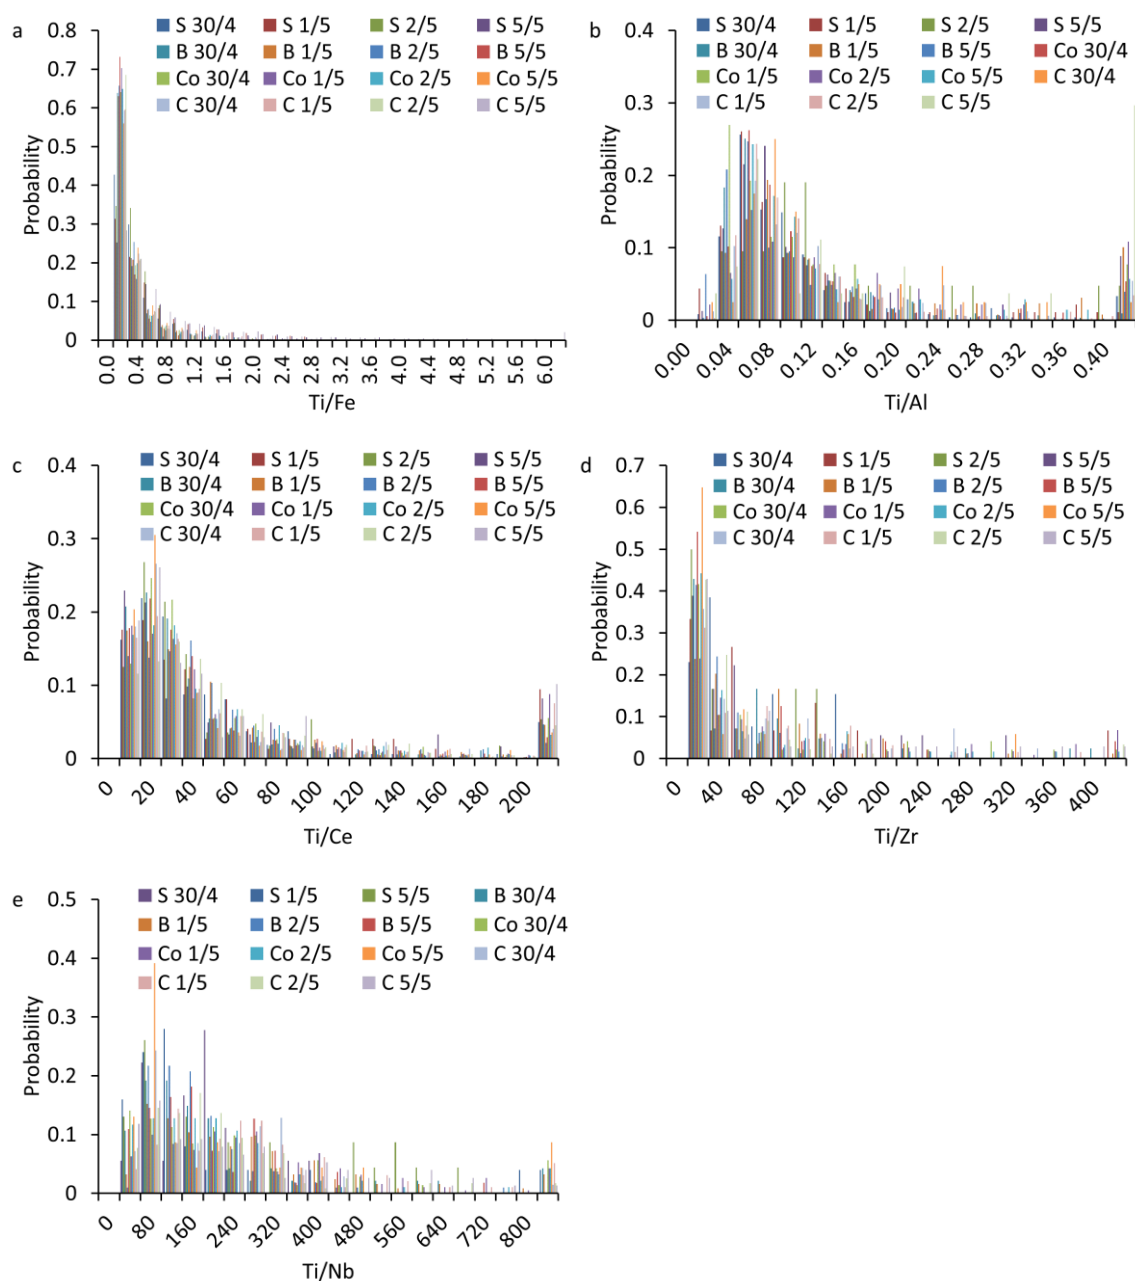 a
S 30/4 S 1/5 S 2/5 S 5/5
B 30/4 B 1/5 B 2/5 B 5/5
Co 30/4 Co 1/5 Co 2/5 Co 5/5
C 30/4 C 1/5 C 2/5 C 5/5
0.8
0.7
0.6
0.5
0.4
0.3
0.2
0.1
0
Probability
0.0 0.4 0.8 1.2 1.6 2.0 2.4 2.8 3.2 3.6 4.0 4.4 4.8 5.2 5.6 6.0
Ti/Fe
b
S 30/4 S 1/5 S 2/5 S 5/5
B 30/4 B 1/5 B 5/5 Co 30/4
Co 1/5 Co 2/5 Co 5/5 C 30/4
C 1/5 C 2/5 C 5/5
0.4
0.3
0.2
0.1
0
Probability
0.00 0.04 0.08 0.12 0.16 0.20 0.24 0.28 0.32 0.36 0.40
Ti/Al
c
S 30/4 S 1/5 S 2/5 S 5/5
B 30/4 B 1/5 B 2/5 B 5/5
Co 30/4 Co 1/5 Co 2/5 Co 5/5
C 30/4 C 1/5 C 2/5 C 5/5
0.4
0.3
0.2
0.1
0
Probability
0 20 40 60 80 100 120 140 160 180 200
Ti/Ce
d
S 30/4 S 1/5 S 2/5 S 5/5
B 30/4 B 1/5 B 2/5 B 5/5
Co 30/4 Co 1/5 Co 2/5 Co 5/5
C 30/4 C 1/5 C 2/5 C 5/5
0.7
0.6
0.5
0.4
0.3
0.2
0.1
0
Probability
0 40 80 120 160 200 240 280 320 360 400
Ti/Zr
e
S 30/4 S 1/5 S 5/5 B 30/4
B 1/5 B 2/5 B 5/5 Co 30/4
Co 1/5 Co 2/5 Co 5/5 C 30/4
C 1/5 C 2/5 C 5/5
0.5
0.4
0.3
0.2
0.1
0
Probability
0 80 160 240 320 400 480 560 640 720 800
Ti/Nb